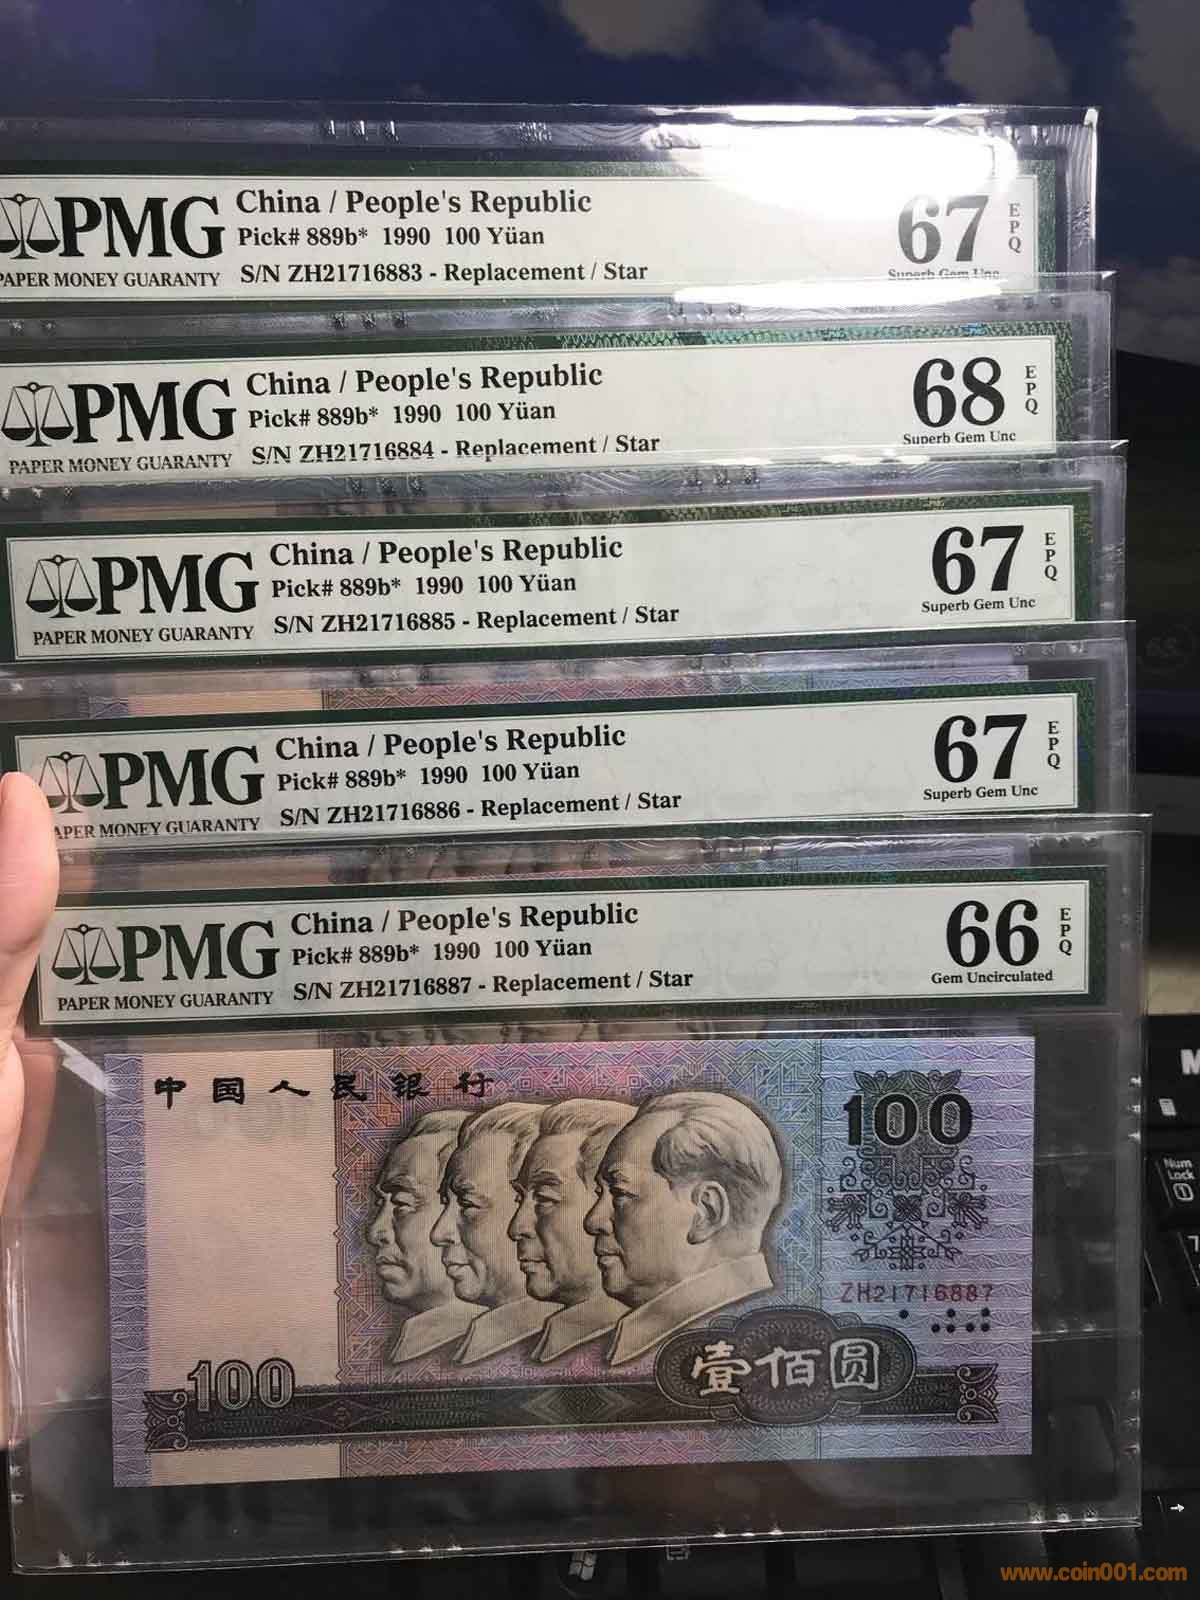 PMG
PAPER MONEY GUARANTY
China / People's Republic
Pick# 889b* 1990 100 Yüan
S/N ZH21716883 - Replacement / Star
67
EPQ
Superb Gem Unc
PMG
PAPER MONEY GUARANTY
China / People's Republic
Pick# 889b* 1990 100 Yüan
S/N ZH21716884 - Replacement / Star
68
EPQ
Superb Gem Unc
PMG
PAPER MONEY GUARANTY
China / People's Republic
Pick# 889b* 1990 100 Yüan
S/N ZH21716885 - Replacement / Star
67
EPQ
Superb Gem Unc
PMG
PAPER MONEY GUARANTY
China / People's Republic
Pick# 889b* 1990 100 Yüan
S/N ZH21716886 - Replacement / Star
67
EPQ
Superb Gem Unc
PMG
PAPER MONEY GUARANTY
China / People's Republic
Pick# 889b* 1990 100 Yüan
S/N ZH21716887 - Replacement / Star
66
EPQ
Gem Uncirculated
中国人民银行
100
ZH21716887
壹佰圆
100
Num
Lock
www.coin001.com